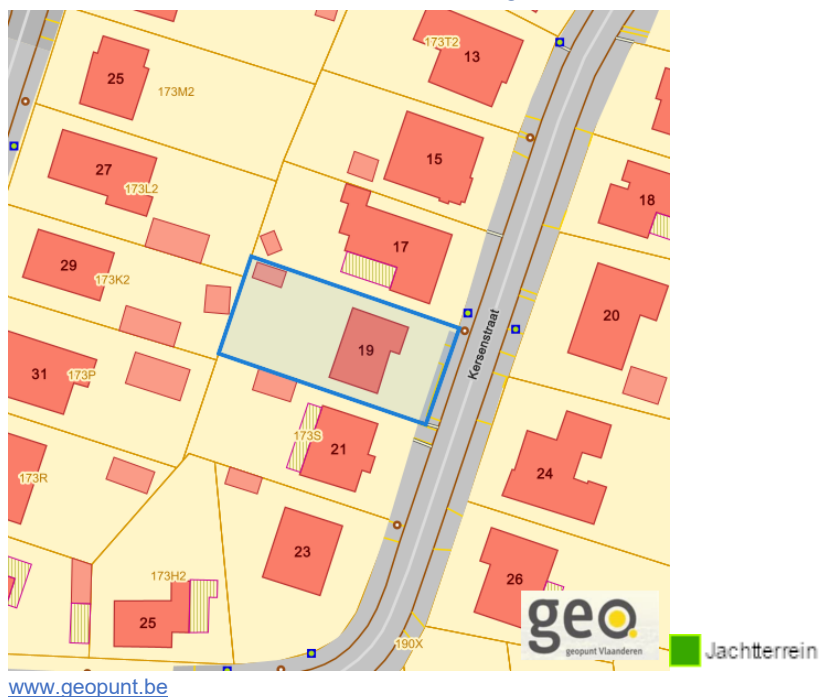 173T2
13
25
173M2
15
27
173L2
18
17
29
173K2
20
Kersenstraat
19
31
173P
173S
21
24
173R
23
173H2
26
25
geo
geopunt Vlaanderen
190X
Jachtterrein
www.geopunt.be